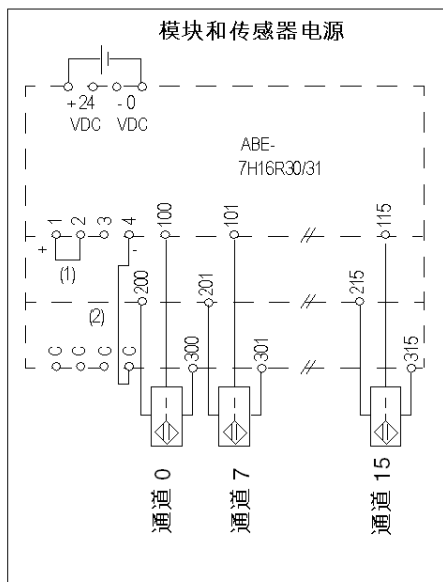 模块和传感器电源
+24 -0
VDC VDC
ABE-
7H16R30/31
1 2 3 4 100 101 115
+ -
(1)
200 201 215
(2)
C C C C 300 301 315
通道 0 通道 7 通道 15